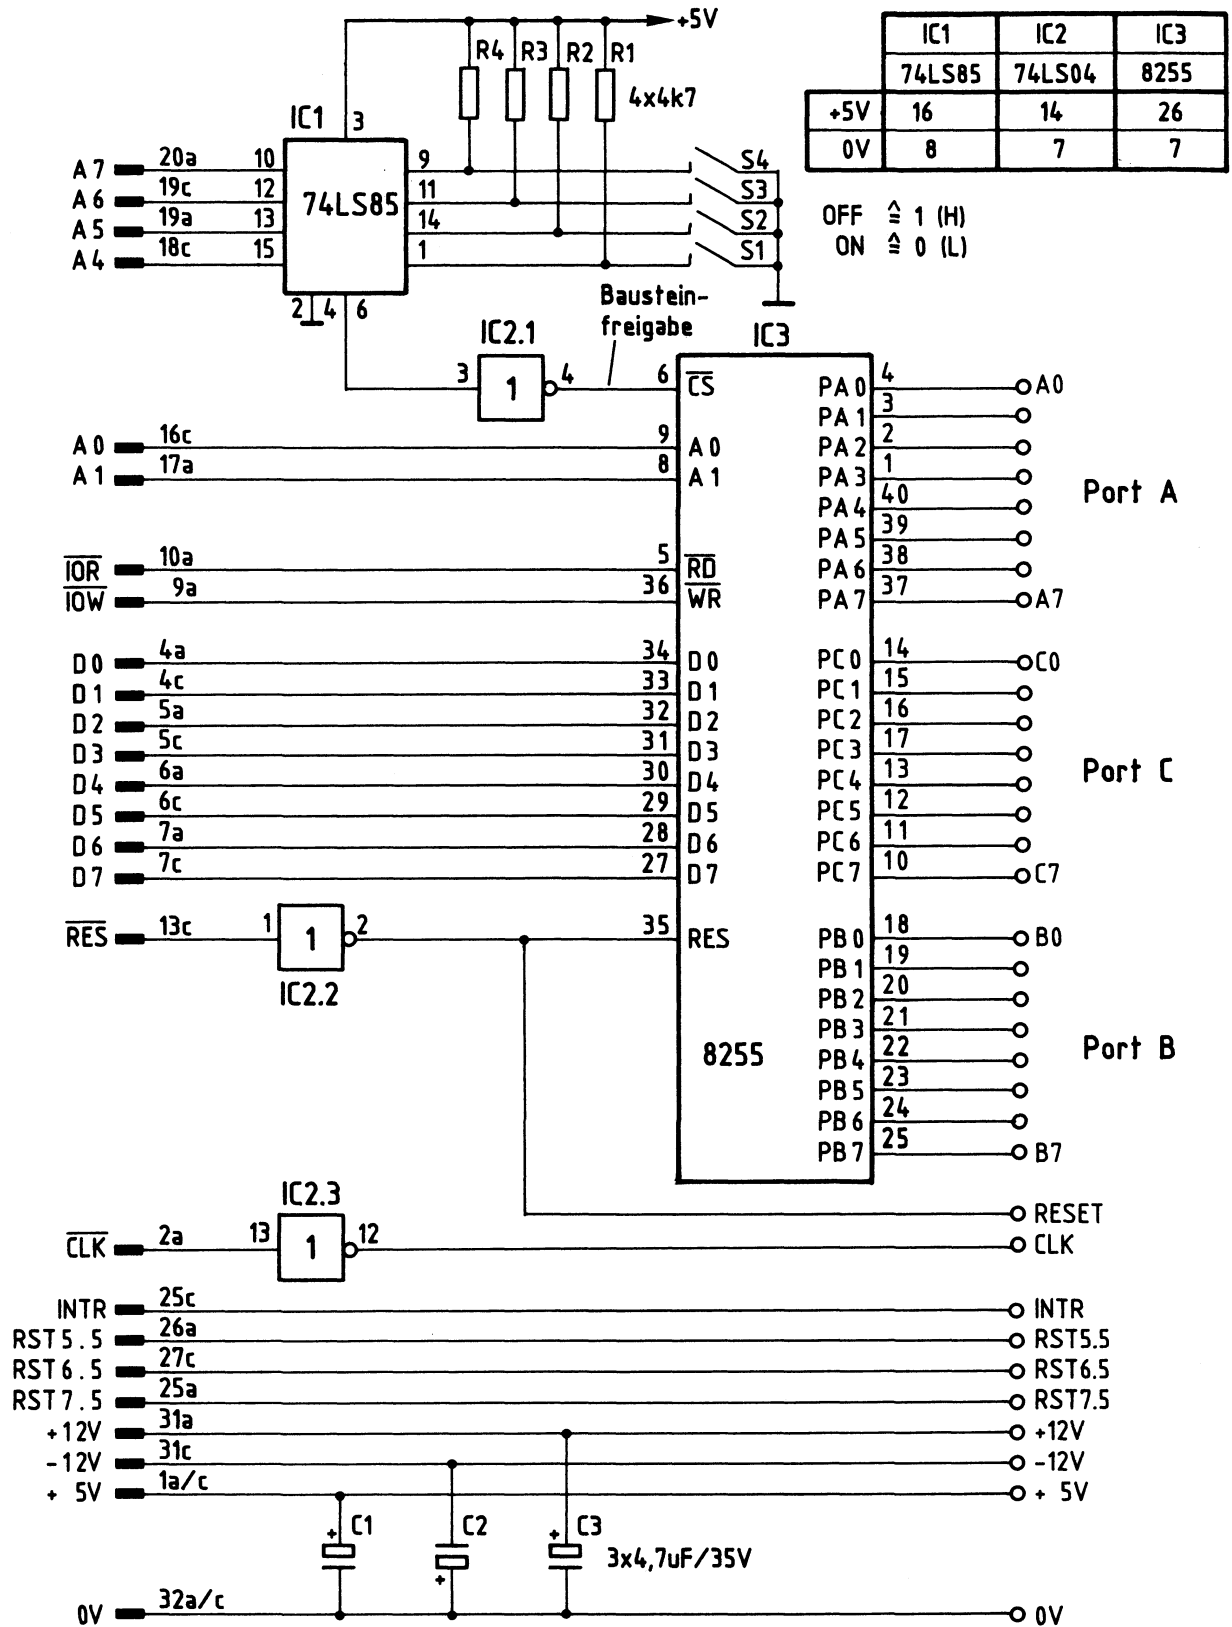 +5V
R4 R3 R2 R1
4x4k7
IC1 IC2 IC3
74LS85 74LS04 8255
+5V 16 14 26
0V 8 7 7
OFF ≙ 1 (H)
ON ≙ 0 (L)
IC1 3
74LS85
A7 20a 10 9 S4
A6 19c 12 11 S3
A5 19a 13 14 S2
A4 18c 15 1 S1
2 4 6
Baustein-
freigabe
IC2.1
3 1 4
IC3
6 C̅S̅ PA0 4 A0
PA1 3
A0 16c 9 A0 PA2 2
A1 17a 8 A1 PA3 1
Port A
PA4 40
PA5 39
I̅O̅R̅ 10a 5 R̅D̅ PA6 38
I̅O̅W̅ 9a 36 W̅R̅ PA7 37 A7
D0 4a 34 D0 PC0 14 C0
D1 4c 33 D1 PC1 15
D2 5a 32 D2 PC2 16
D3 5c 31 D3 PC3 17
Port C
D4 6a 30 D4 PC4 13
D5 6c 29 D5 PC5 12
D6 7a 28 D6 PC6 11
D7 7c 27 D7 PC7 10 C7
R̅E̅S̅ 13c 1 1 2 35 RES PB0 18 B0
IC2.2
PB1 19
PB2 20
PB3 21
8255
Port B
PB4 22
PB5 23
PB6 24
PB7 25 B7
RESET
IC2.3
C̅L̅K̅ 2a 13 1 12 CLK
INTR 25c INTR
RST5.5 26a RST5.5
RST6.5 27c RST6.5
RST7.5 25a RST7.5
+12V 31a +12V
-12V 31c -12V
+ 5V 1a/c + 5V
+ C1 C2 + + C3
3x4,7uF/35V
0V 32a/c 0V